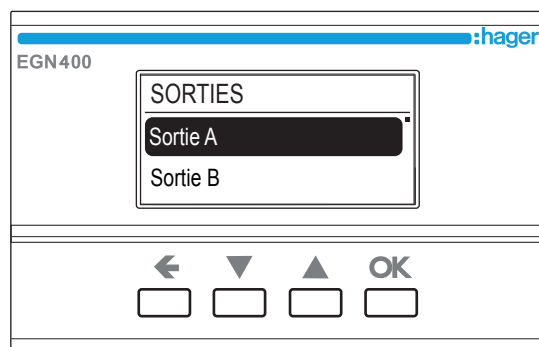 :hager
EGN400
SORTIES
Sortie A
Sortie B
OK